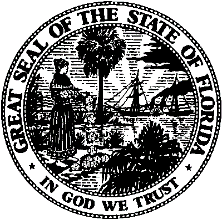 GREAT SEAL OF THE STATE OF FLORIDA
IN GOD WE TRUST